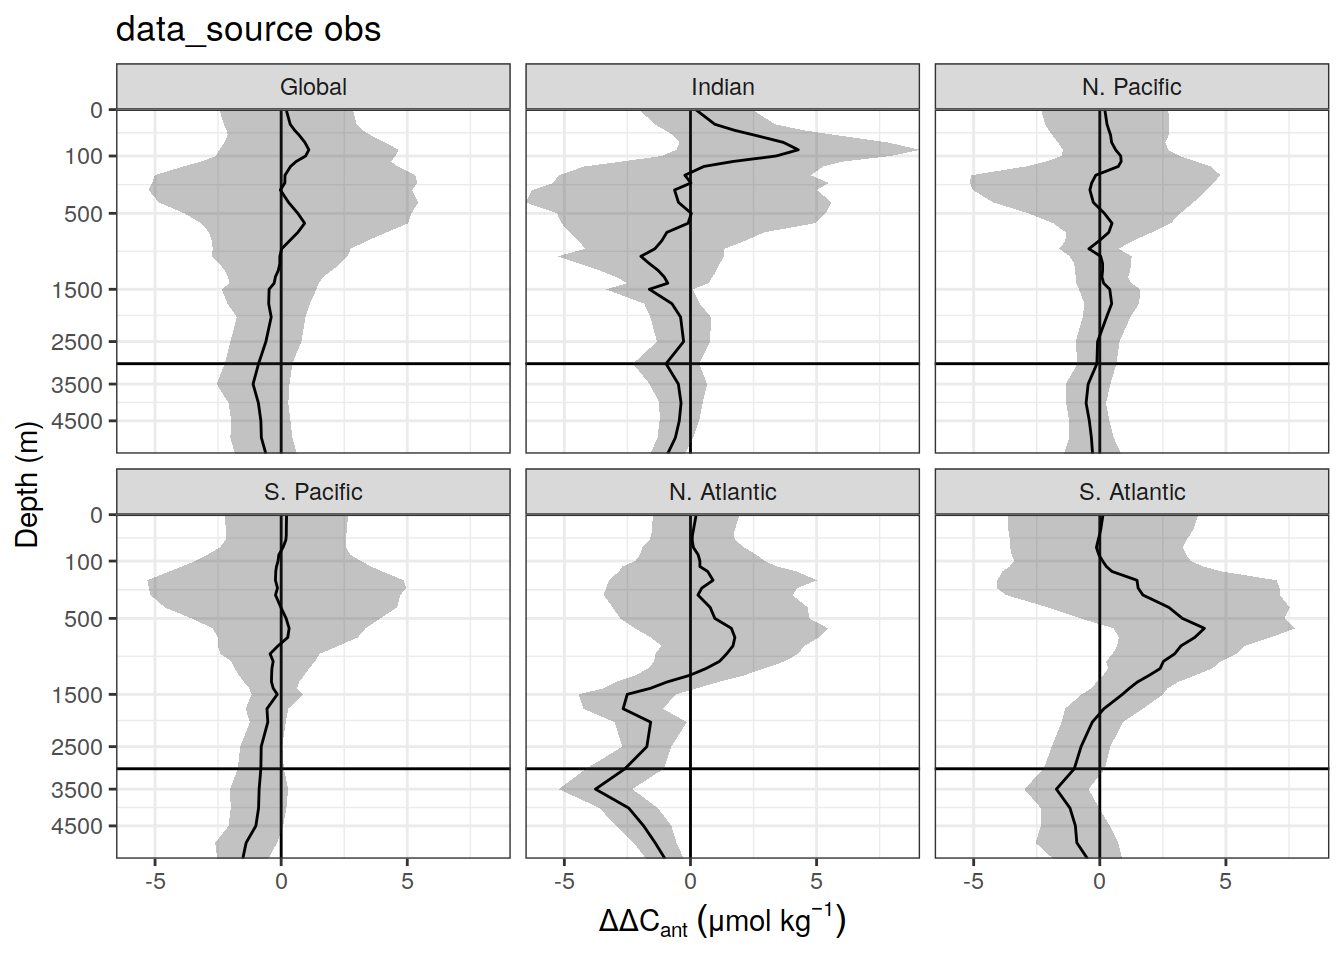 data_source obs
Global
Indian
N. Pacific
0
100
500
1500
2500
3500
4500
S. Pacific
N. Atlantic
S. Atlantic
0
100
500
1500
2500
3500
4500
Depth (m)
-5 0 5
-5 0 5
-5 0 5
ΔΔC_ant (μmol kg⁻¹)